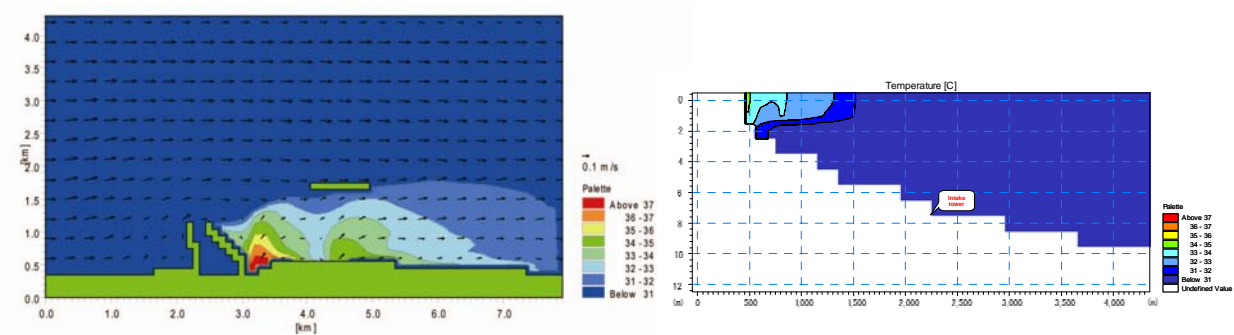 4.0
3.5
3.0
2.5
2.0
1.5
1.0
0.5
0.0
[km]
0.0 1.0 2.0 3.0 4.0 5.0 6.0 7.0
[km]
0.1 m/s
Palette
Above 37
36 - 37
35 - 36
34 - 35
33 - 34
32 - 33
31 - 32
Below 31
Temperature [C]
0
2
4
6
8
10
12
(m) 0 500 1,000 1,500 2,000 2,500 3,000 3,500 4,000 (m)
Intake
tower
Palette
Above 37
36 - 37
35 - 36
34 - 35
33 - 34
32 - 33
31 - 32
Below 31
Undefined Value